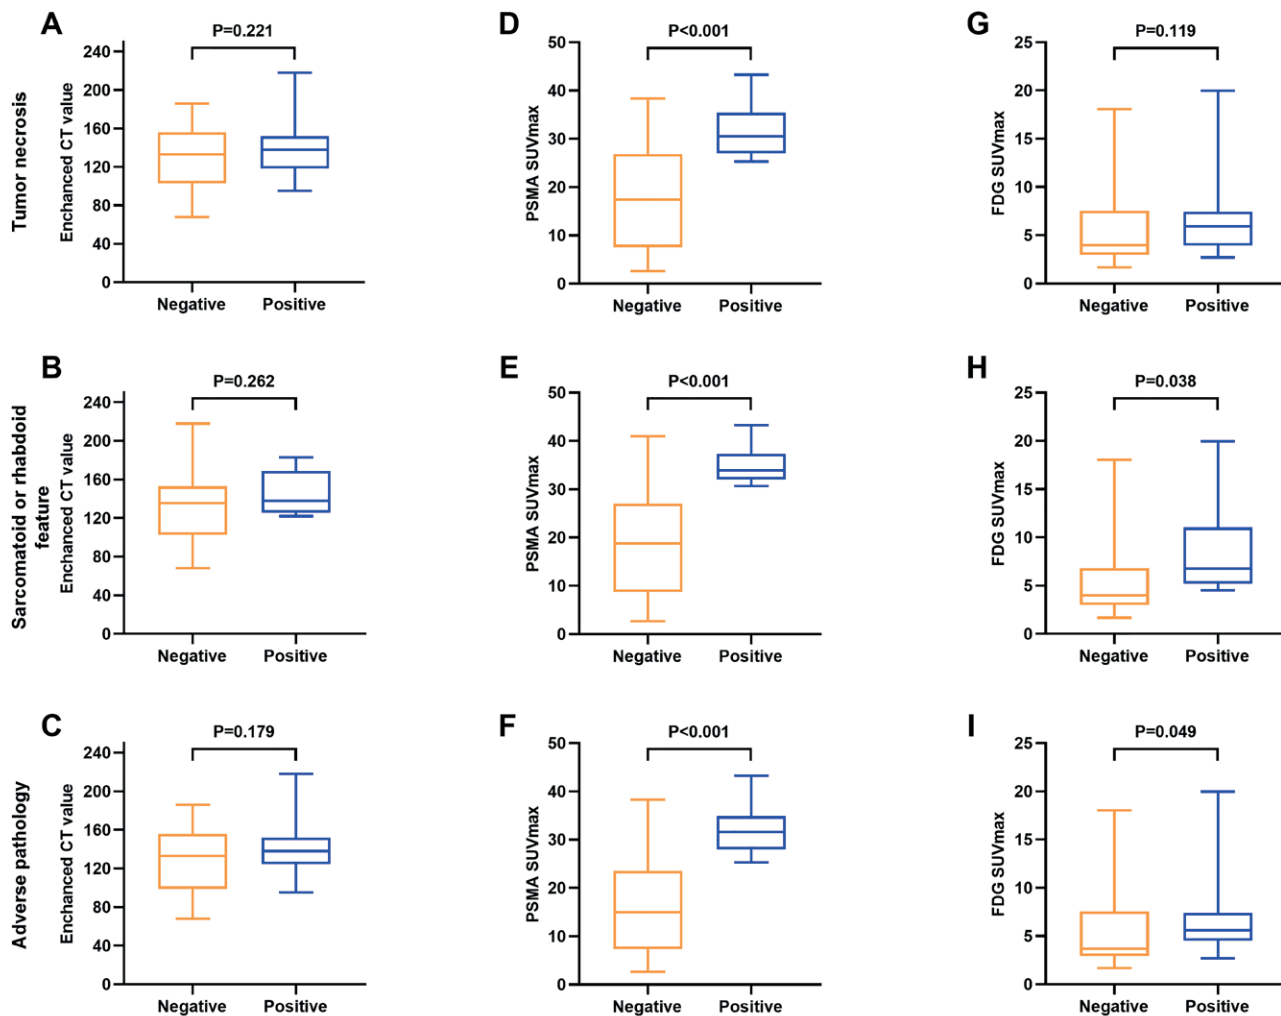 A
P=0.221
Tumor necrosis
Enchanced CT value
240
200
160
120
80
40
0
Negative
Positive
D
P<0.001
PSMA SUVmax
50
40
30
20
10
0
Negative
Positive
G
P=0.119
FDG SUVmax
25
20
15
10
5
0
Negative
Positive
B
P=0.262
Sarcomatoid or rhabdoid
feature
Enchanced CT value
240
200
160
120
80
40
0
Negative
Positive
E
P<0.001
PSMA SUVmax
50
40
30
20
10
0
Negative
Positive
H
P=0.038
FDG SUVmax
25
20
15
10
5
0
Negative
Positive
C
P=0.179
Adverse pathology
Enchanced CT value
240
200
160
120
80
40
0
Negative
Positive
F
P<0.001
PSMA SUVmax
50
40
30
20
10
0
Negative
Positive
I
P=0.049
FDG SUVmax
25
20
15
10
5
0
Negative
Positive